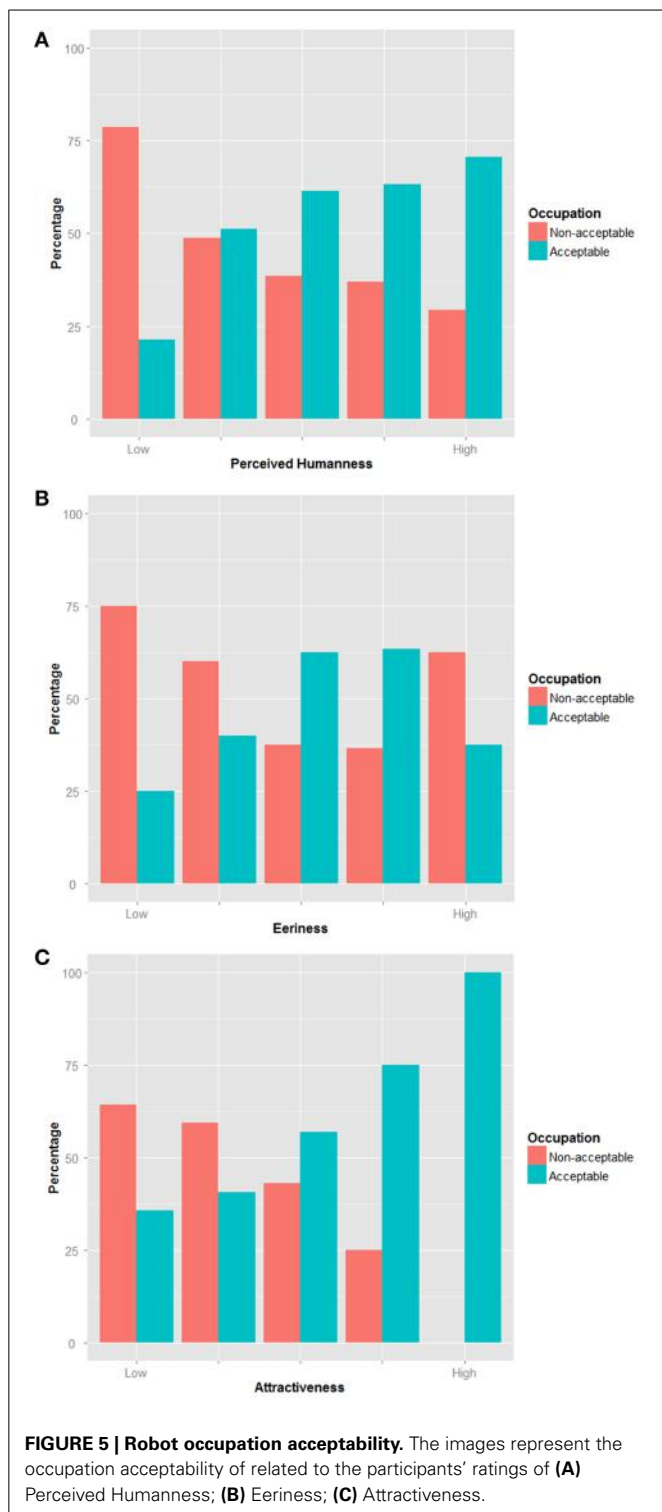 A
100
75
50
25
0
Percentage
Low
High
Perceived Humanness
Occupation
Non-acceptable
Acceptable
B
100
75
50
25
0
Percentage
Low
High
Eeriness
Occupation
Non-acceptable
Acceptable
C
100
75
50
25
0
Percentage
Low
High
Attractiveness
Occupation
Non-acceptable
Acceptable
FIGURE 5 | Robot occupation acceptability. The images represent the
occupation acceptability of related to the participants' ratings of (A)
Perceived Humanness; (B) Eeriness; (C) Attractiveness.